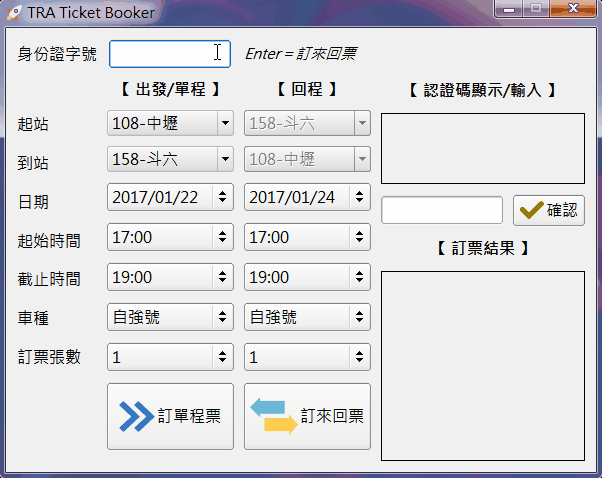 TRA Ticket Booker
身份證字號 Enter = 訂來回票
【 出發/單程 】 【 回程 】 【 認證碼顯示/輸入 】
起站 108-中壢 158-斗六
到站 158-斗六 108-中壢
日期 2017/01/22 2017/01/24 確認
起始時間 17:00 17:00 【 訂票結果 】
截止時間 19:00 19:00
車種 自強號 自強號
訂票張數 1 1
訂單程票 訂來回票